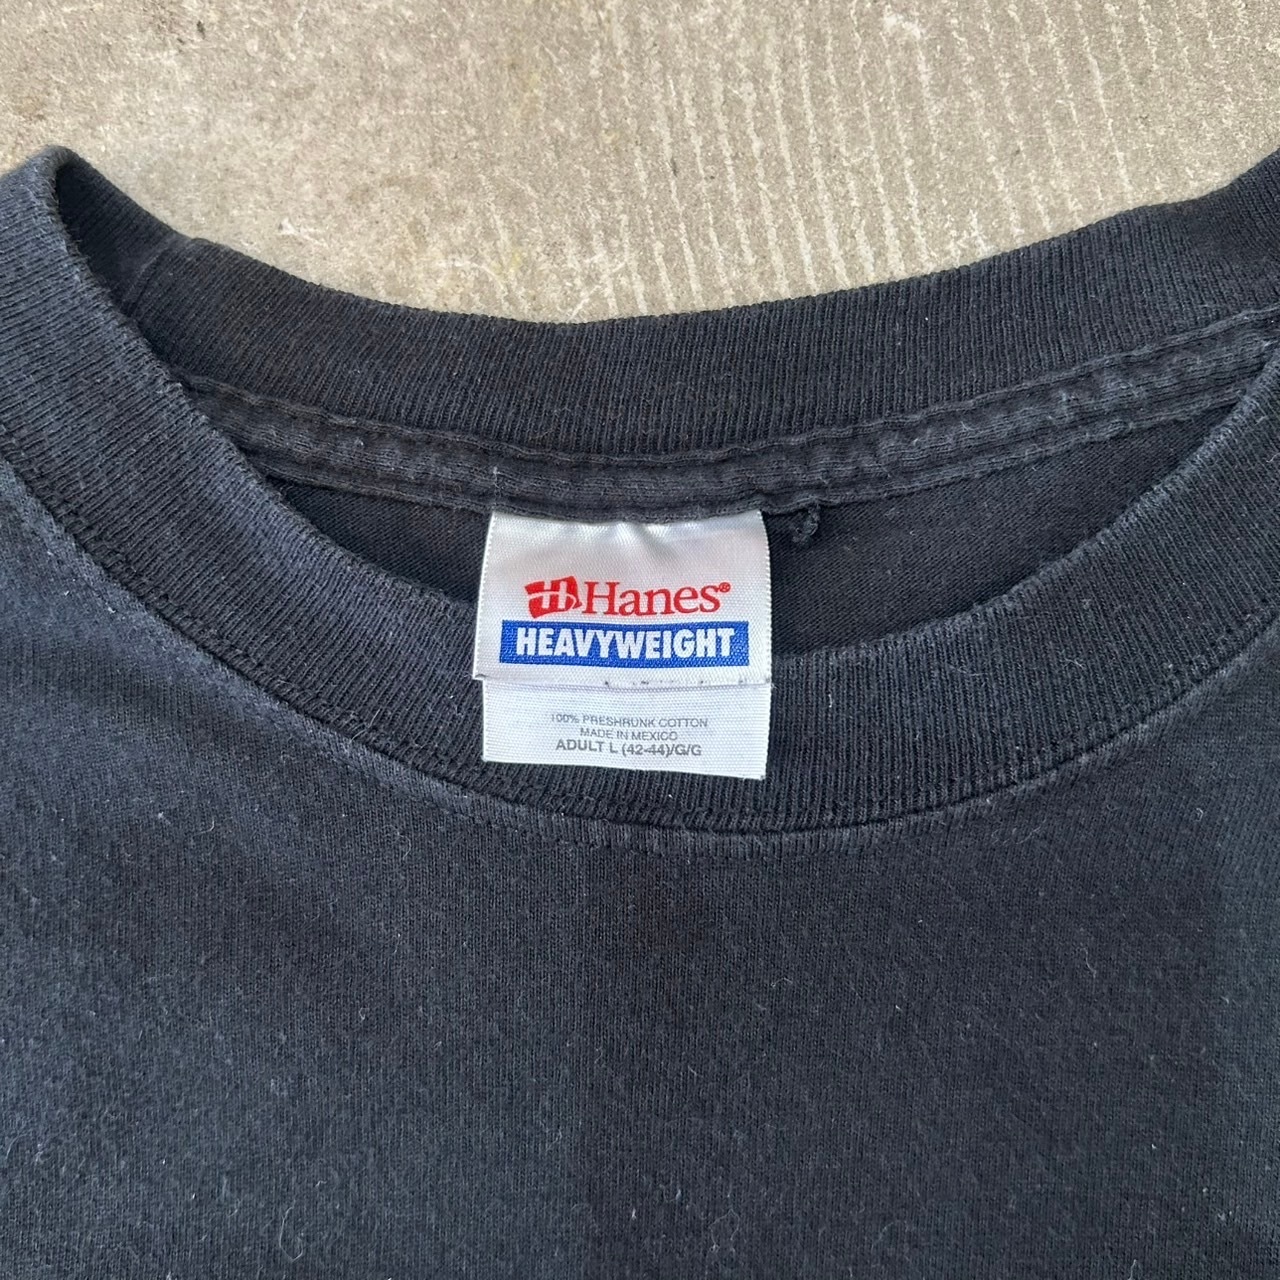 Hanes®
HEAVYWEIGHT
100% PRESHRUNK COTTON
MADE IN MEXICO
ADULT L (42-44)/G/G